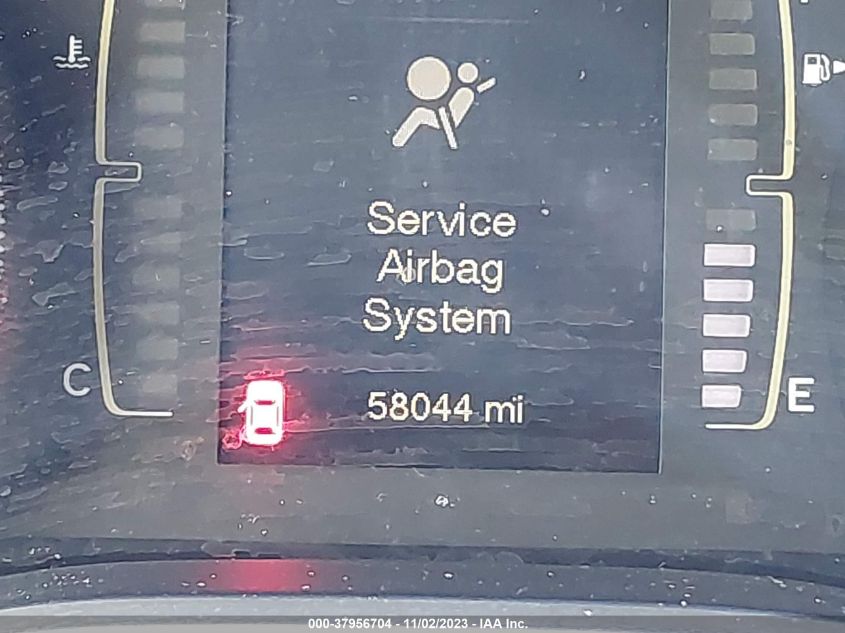 Service
Airbag
System
58044 mi
C
E
000-37956704 - 11/02/2023 - IAA Inc.